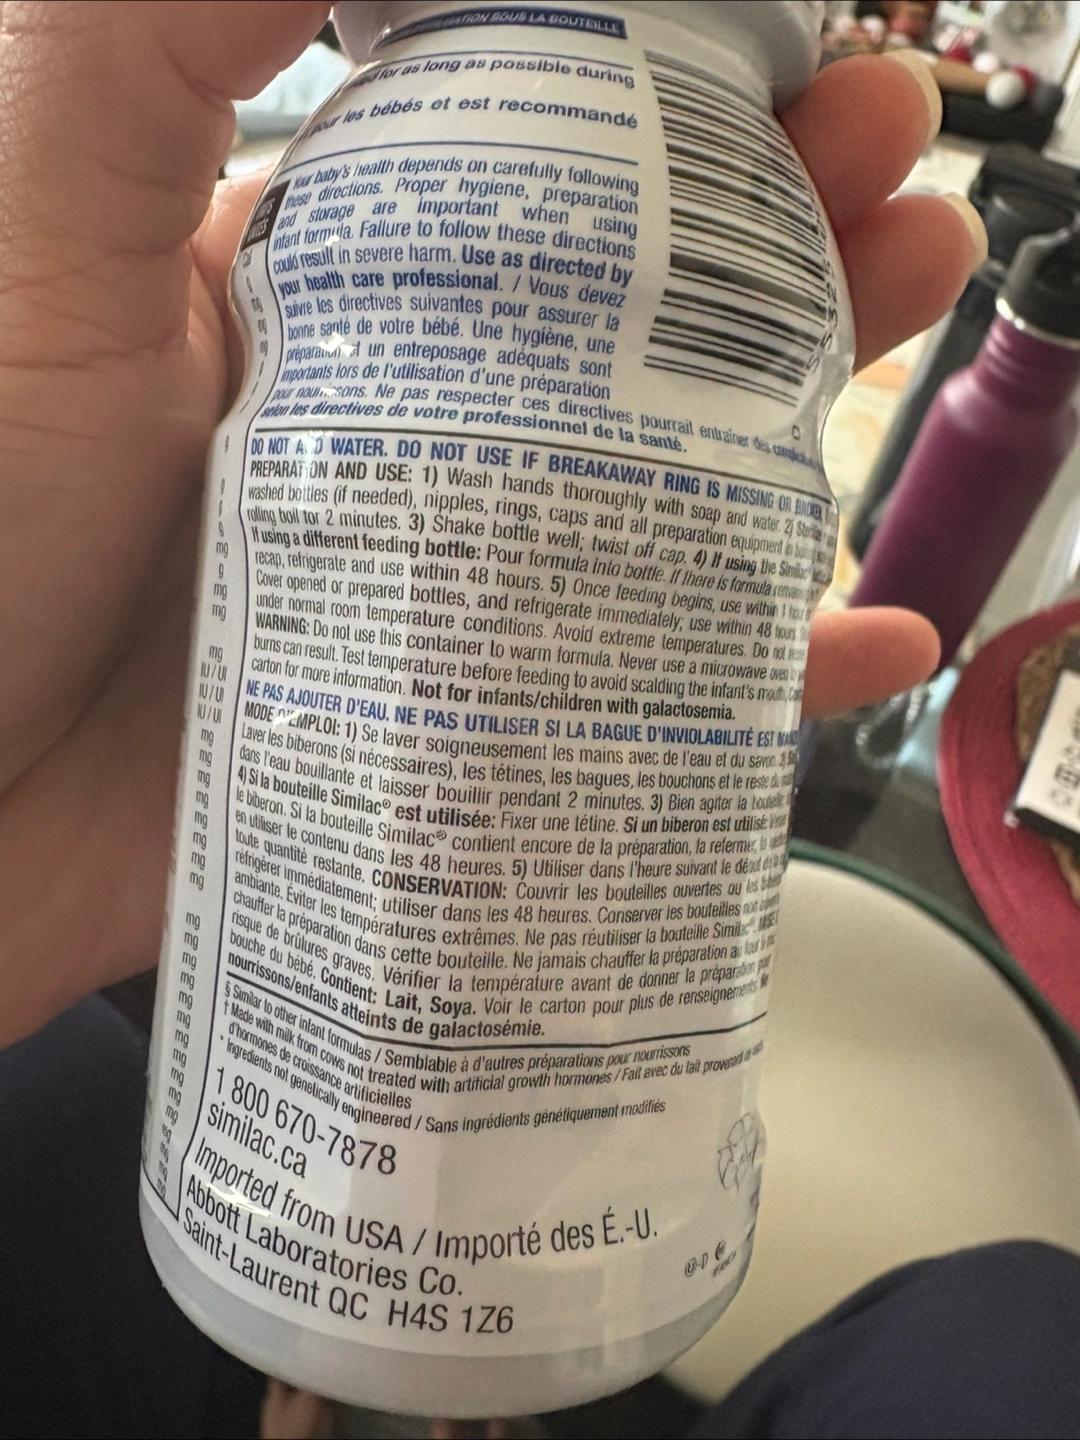 SOUS LA BOUTEILLE
for as long as possible during
pour les bébés et est recommandé
Your baby's health depends on carefully following
these directions. Proper hygiene, preparation
and storage are important when using
infant formula. Failure to follow these directions
could result in severe harm. Use as directed by
your health care professional. / Vous devez
suivre les directives suivantes pour assurer la
bonne santé de votre bébé. Une hygiène, une
préparation et un entreposage adéquats sont
importants lors de l'utilisation d'une préparation
pour nourrissons. Ne pas respecter ces directives pourrait entraîner des
selon les directives de votre professionnel de la santé.
DO NOT ADD WATER. DO NOT USE IF BREAKAWAY RING IS MISSING OR BROKEN.
PREPARATION AND USE: 1) Wash hands thoroughly with soap and water. 2)
washed bottles (if needed), nipples, rings, caps and all preparation equipment in
rolling boil for 2 minutes. 3) Shake bottle well; twist off cap. 4) If using the Similac
If using a different feeding bottle: Pour formula into bottle. If there is formula
recap, refrigerate and use within 48 hours. 5) Once feeding begins, use within 1 hour
Cover opened or prepared bottles, and refrigerate immediately; use within 48 hours.
under normal room temperature conditions. Avoid extreme temperatures. Do not
WARNING: Do not use this container to warm formula. Never use a microwave oven
burns can result. Test temperature before feeding to avoid scalding the infant's mouth.
carton for more information. Not for infants/children with galactosemia.
NE PAS AJOUTER D'EAU. NE PAS UTILISER SI LA BAGUE D'INVIOLABILITÉ EST
MODE D'EMPLOI: 1) Se laver soigneusement les mains avec de l'eau et du savon.
Laver les biberons (si nécessaires), les tétines, les bagues, les bouchons et le reste du
dans l'eau bouillante et laisser bouillir pendant 2 minutes. 3) Bien agiter la bouteille
4) Si la bouteille Similac® est utilisée: Fixer une tétine. Si un biberon est utilisé:
le biberon. Si la bouteille Similac® contient encore de la préparation, la refermer, la
en utiliser le contenu dans les 48 heures. 5) Utiliser dans l'heure suivant le début de la
toute quantité restante. CONSERVATION: Couvrir les bouteilles ouvertes ou les
réfrigérer immédiatement; utiliser dans les 48 heures. Conserver les bouteilles non
ambiante. Éviter les températures extrêmes. Ne pas réutiliser la bouteille Similac
chauffer la préparation dans cette bouteille. Ne jamais chauffer la préparation au four à
risque de brûlures graves. Vérifier la température avant de donner la préparation pour
bouche du bébé. Contient: Lait, Soya. Voir le carton pour plus de renseignements.
nourrissons/enfants atteints de galactosémie.
§ Similar to other infant formulas / Semblable à d'autres préparations pour nourrissons
† Made with milk from cows not treated with artificial growth hormones / Fait avec du lait
d'hormones de croissance artificielles
* Ingredients not genetically engineered / Sans ingrédients génétiquement modifiés
1 800 670-7878
similac.ca
Imported from USA / Importé des É.-U.
Abbott Laboratories Co.
Saint-Laurent QC H4S 1Z6